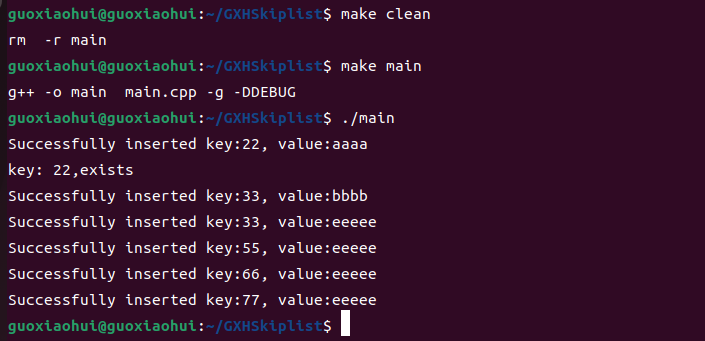 guoxiaohui@guoxiaohui:~/GXHSkiplist$ make clean
rm  -r main
guoxiaohui@guoxiaohui:~/GXHSkiplist$ make main
g++ -o main  main.cpp -g -DDEBUG
guoxiaohui@guoxiaohui:~/GXHSkiplist$ ./main
Successfully inserted key:22, value:aaaa
key: 22,exists
Successfully inserted key:33, value:bbbb
Successfully inserted key:33, value:eeeee
Successfully inserted key:55, value:eeeee
Successfully inserted key:66, value:eeeee
Successfully inserted key:77, value:eeeee
guoxiaohui@guoxiaohui:~/GXHSkiplist$